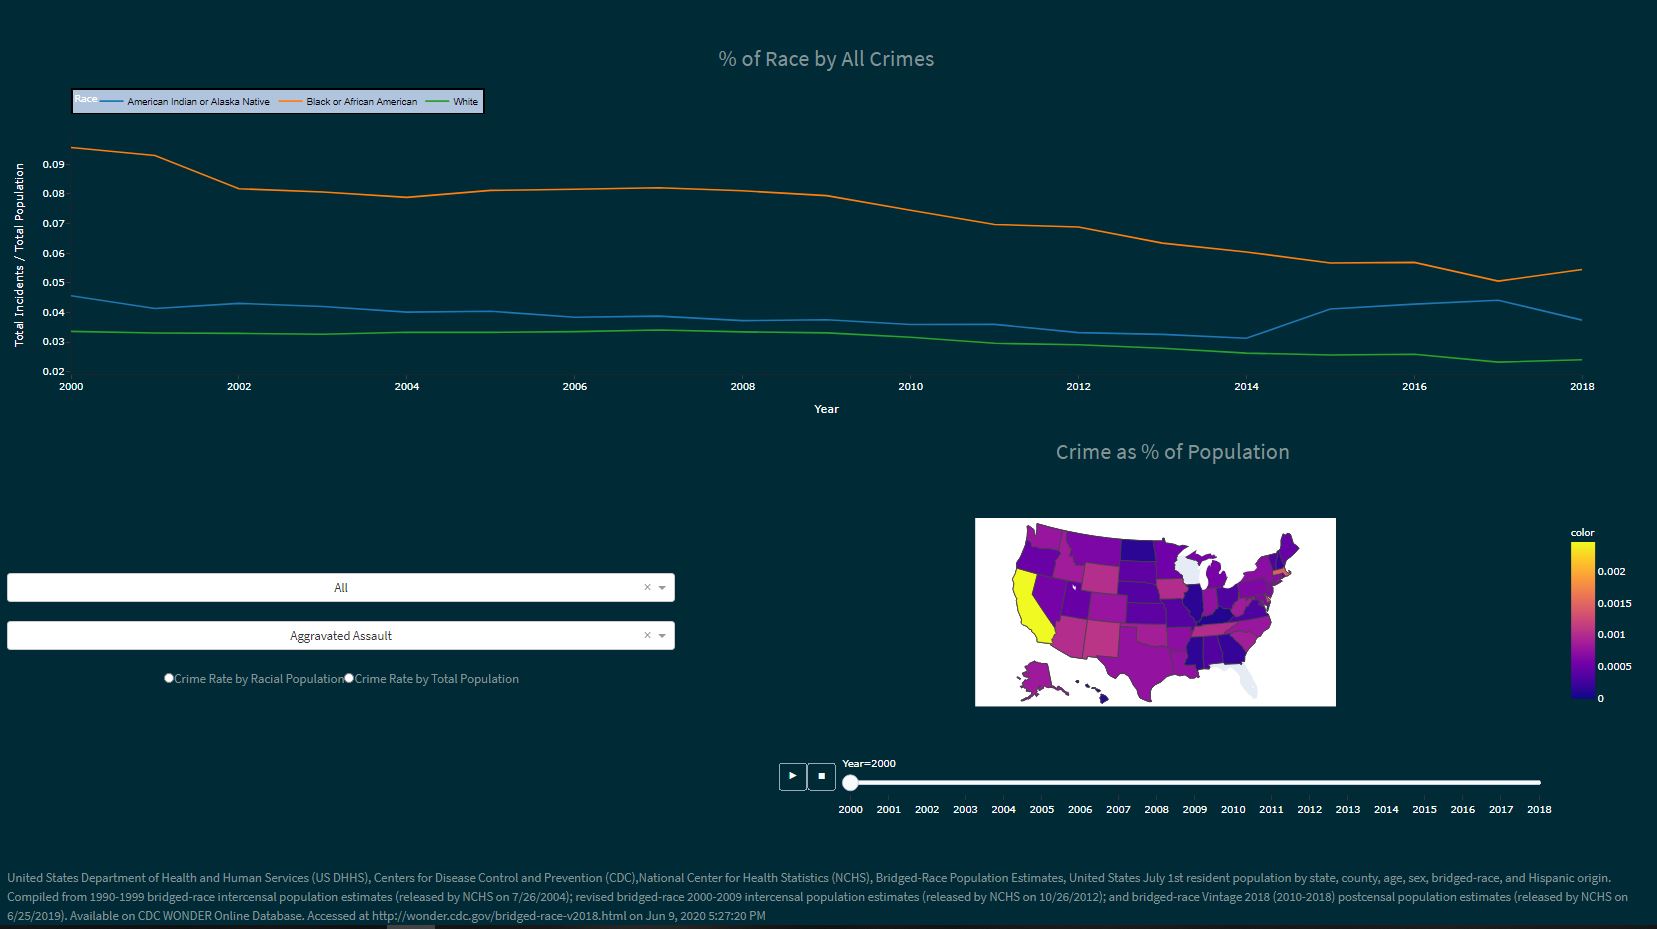 % of Race by All Crimes
Race American Indian or Alaska Native Black or African American White
Total Incidents / Total Population
0.09
0.08
0.07
0.06
0.05
0.04
0.03
0.02
2000 2002 2004 2006 2008 2010 2012 2014 2016 2018
Year
Crime as % of Population
color
0.002
0.0015
0.001
0.0005
0
All × 
Aggravated Assault ×
Crime Rate by Racial Population Crime Rate by Total Population
Year=2000
2000 2001 2002 2003 2004 2005 2006 2007 2008 2009 2010 2011 2012 2013 2014 2015 2016 2017 2018
United States Department of Health and Human Services (US DHHS), Centers for Disease Control and Prevention (CDC),National Center for Health Statistics (NCHS), Bridged-Race Population Estimates, United States July 1st resident population by state, county, age, sex, bridged-race, and Hispanic origin.
Compiled from 1990-1999 bridged-race intercensal population estimates (released by NCHS on 7/26/2004); revised bridged-race 2000-2009 intercensal population estimates (released by NCHS on 10/26/2012); and bridged-race Vintage 2018 (2010-2018) postcensal population estimates (released by NCHS on
6/25/2019). Available on CDC WONDER Online Database. Accessed at http://wonder.cdc.gov/bridged-race-v2018.html on Jun 9, 2020 5:27:20 PM